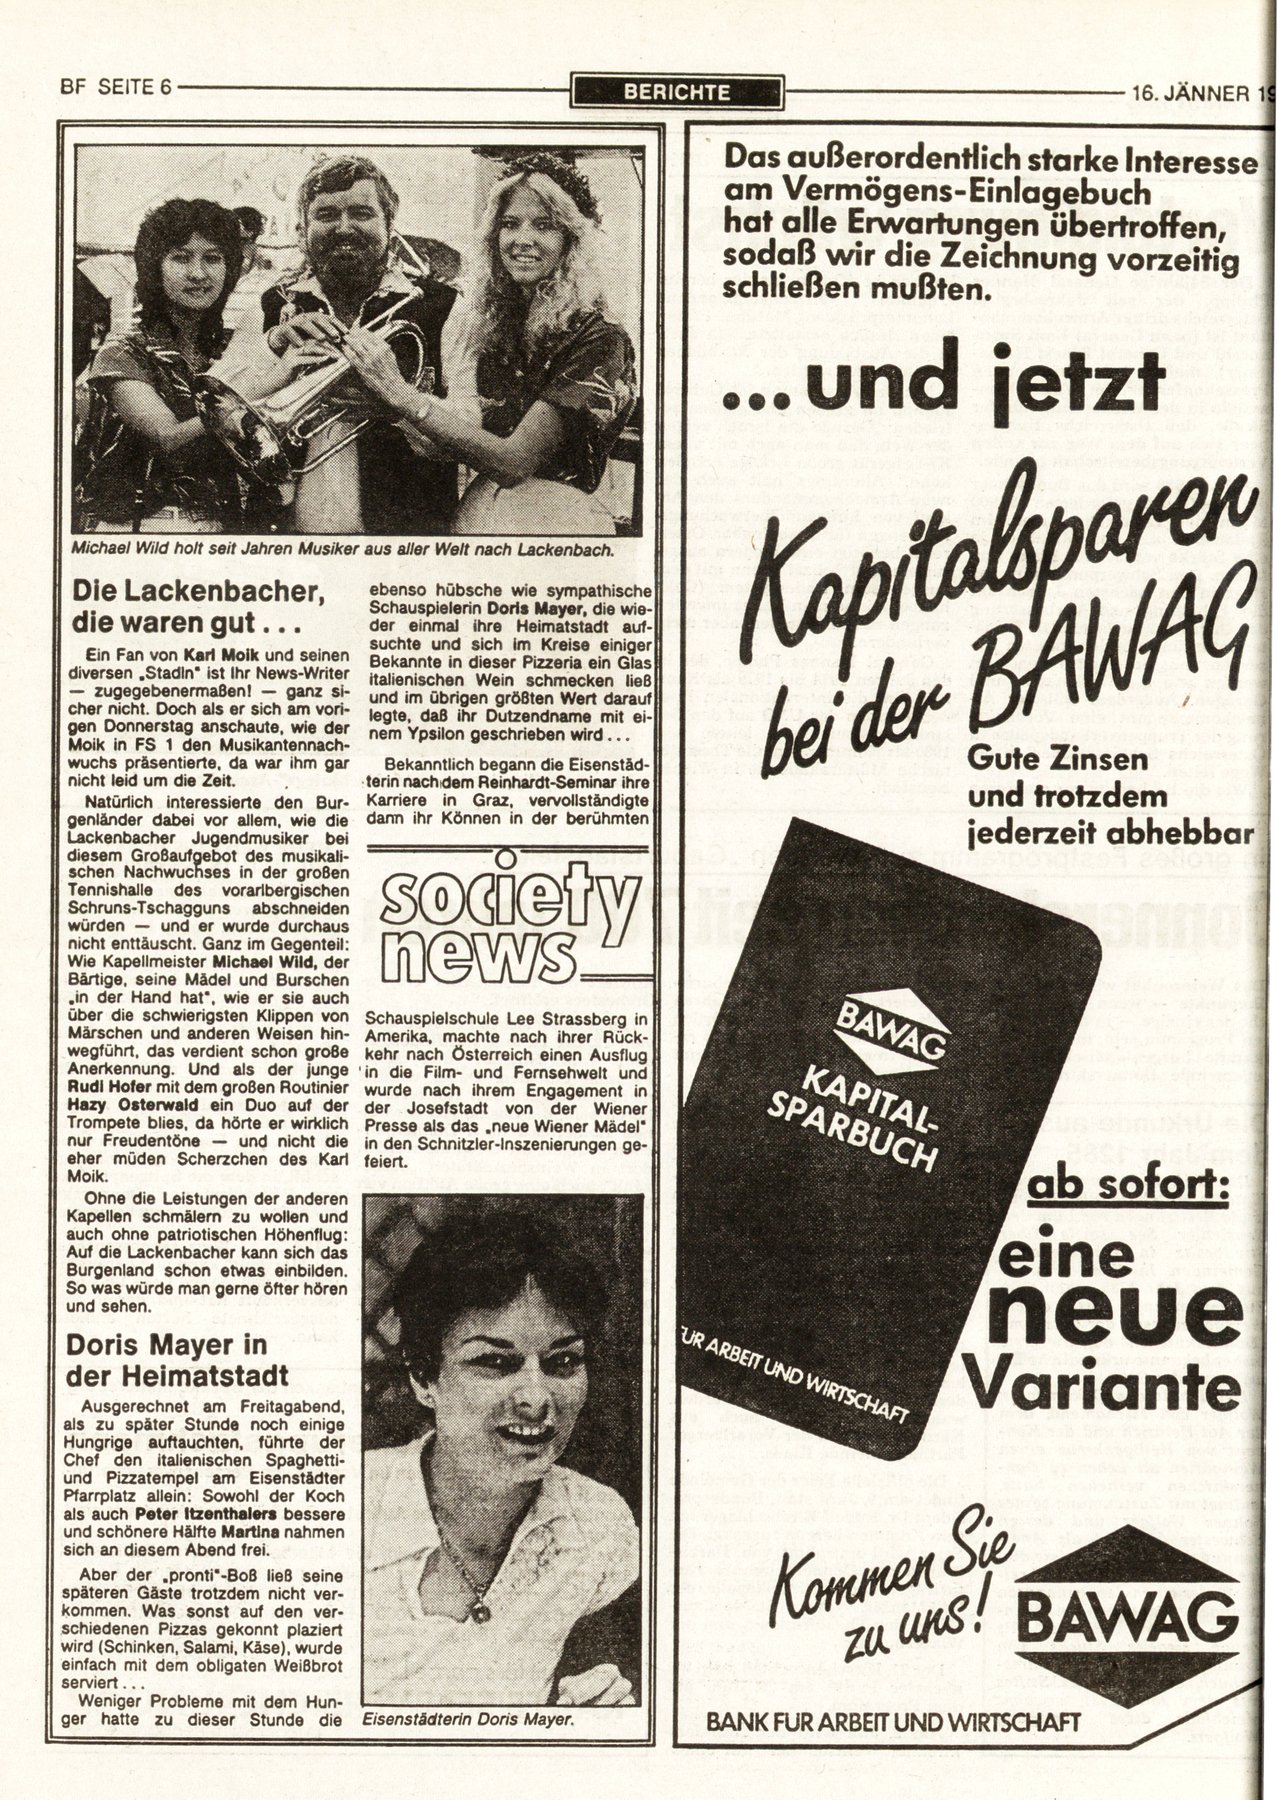 BF SEITE 6
BERICHTE
16. JÄNNER
Michael Wild holt seit Jahren Musiker aus aller Welt nach Lackenbach.
Die Lackenbacher,
die waren gut . . .
Ein Fan von Karl Moik und seinen
diversen „Stadln“ ist Ihr News-Writer
— zugegebenermaßen! — ganz si-
cher nicht. Doch als er sich am vori-
gen Donnerstag anschaute, wie der
Moik in FS 1 den Musikantennach-
wuchs präsentierte, da war ihm gar
nicht leid um die Zeit.
Natürlich interessierte den Bur-
genländer dabei vor allem, wie die
Lackenbacher Jugendmusiker bei
diesem Großaufgebot des musikali-
schen Nachwuchses in der großen
Tennishalle des vorarlbergischen
Schruns-Tschagguns abschneiden
würden — und er wurde durchaus
nicht enttäuscht. Ganz im Gegenteil:
Wie Kapellmeister Michael Wild, der
Bärtige, seine Mädel und Burschen
„in der Hand hat“, wie er sie auch
über die schwierigsten Klippen von
Märschen und anderen Weisen hin-
wegführt, das verdient schon große
Anerkennung. Und als der junge
Rudi Hofer mit dem großen Routinier
Hazy Osterwald ein Duo auf der
Trompete blies, da hörte er wirklich
nur Freudentöne — und nicht die
eher müden Scherzchen des Karl
Moik.
Ohne die Leistungen der anderen
Kapellen schmälern zu wollen und
auch ohne patriotischen Höhenflug:
Auf die Lackenbacher kann sich das
Burgenland schon etwas einbilden.
So was würde man gerne öfter hören
und sehen.
Doris Mayer in
der Heimatstadt
Ausgerechnet am Freitagabend,
als zu später Stunde noch einige
Hungrige auftauchten, führte der
Chef den italienischen Spaghetti-
und Pizzatempel am Eisenstädter
Pfarrplatz allein: Sowohl der Koch
als auch Peter Itzenthalers bessere
und schönere Hälfte Martina nahmen
sich an diesem Abend frei.
Aber der „pronti“-Boß ließ seine
späteren Gäste trotzdem nicht ver-
kommen. Was sonst auf den ver-
schiedenen Pizzas gekonnt plaziert
wird (Schinken, Salami, Käse), wurde
einfach mit dem obligaten Weißbrot
serviert . . .
Weniger Probleme mit dem Hun-
ger hatte zu dieser Stunde die
ebenso hübsche wie sympathische
Schauspielerin Doris Mayer, die wie-
der einmal ihre Heimatstadt auf-
suchte und sich im Kreise einiger
Bekannte in dieser Pizzeria ein Glas
italienischen Wein schmecken ließ
und im übrigen größten Wert darauf
legte, daß ihr Dutzendname mit ei-
nem Ypsilon geschrieben wird . . .
Bekanntlich begann die Eisenstäd-
terin nach dem Reinhardt-Seminar ihre
Karriere in Graz, vervollständigte
dann ihr Können in der berühmten
society
news
Schauspielschule Lee Strassberg in
Amerika, machte nach ihrer Rück-
kehr nach Österreich einen Ausflug
in die Film- und Fernsehwelt und
wurde nach ihrem Engagement in
der Josefstadt von der Wiener
Presse als das „neue Wiener Mädel“
in den Schnitzler-Inszenierungen ge-
feiert.
Eisenstädterin Doris Mayer.
Das außerordentlich starke Interesse
am Vermögens-Einlagebuch
hat alle Erwartungen übertroffen,
sodaß wir die Zeichnung vorzeitig
schließen mußten.
...und jetzt
Kapitalsparen
bei der BAWAG
Gute Zinsen
und trotzdem
jederzeit abhebbar
BAWAG
KAPITAL-
SPARBUCH
FÜR ARBEIT UND WIRTSCHAFT
ab sofort:
eine
neue
Variante
Kommen Sie
zu uns!
BAWAG
BANK FÜR ARBEIT UND WIRTSCHAFT